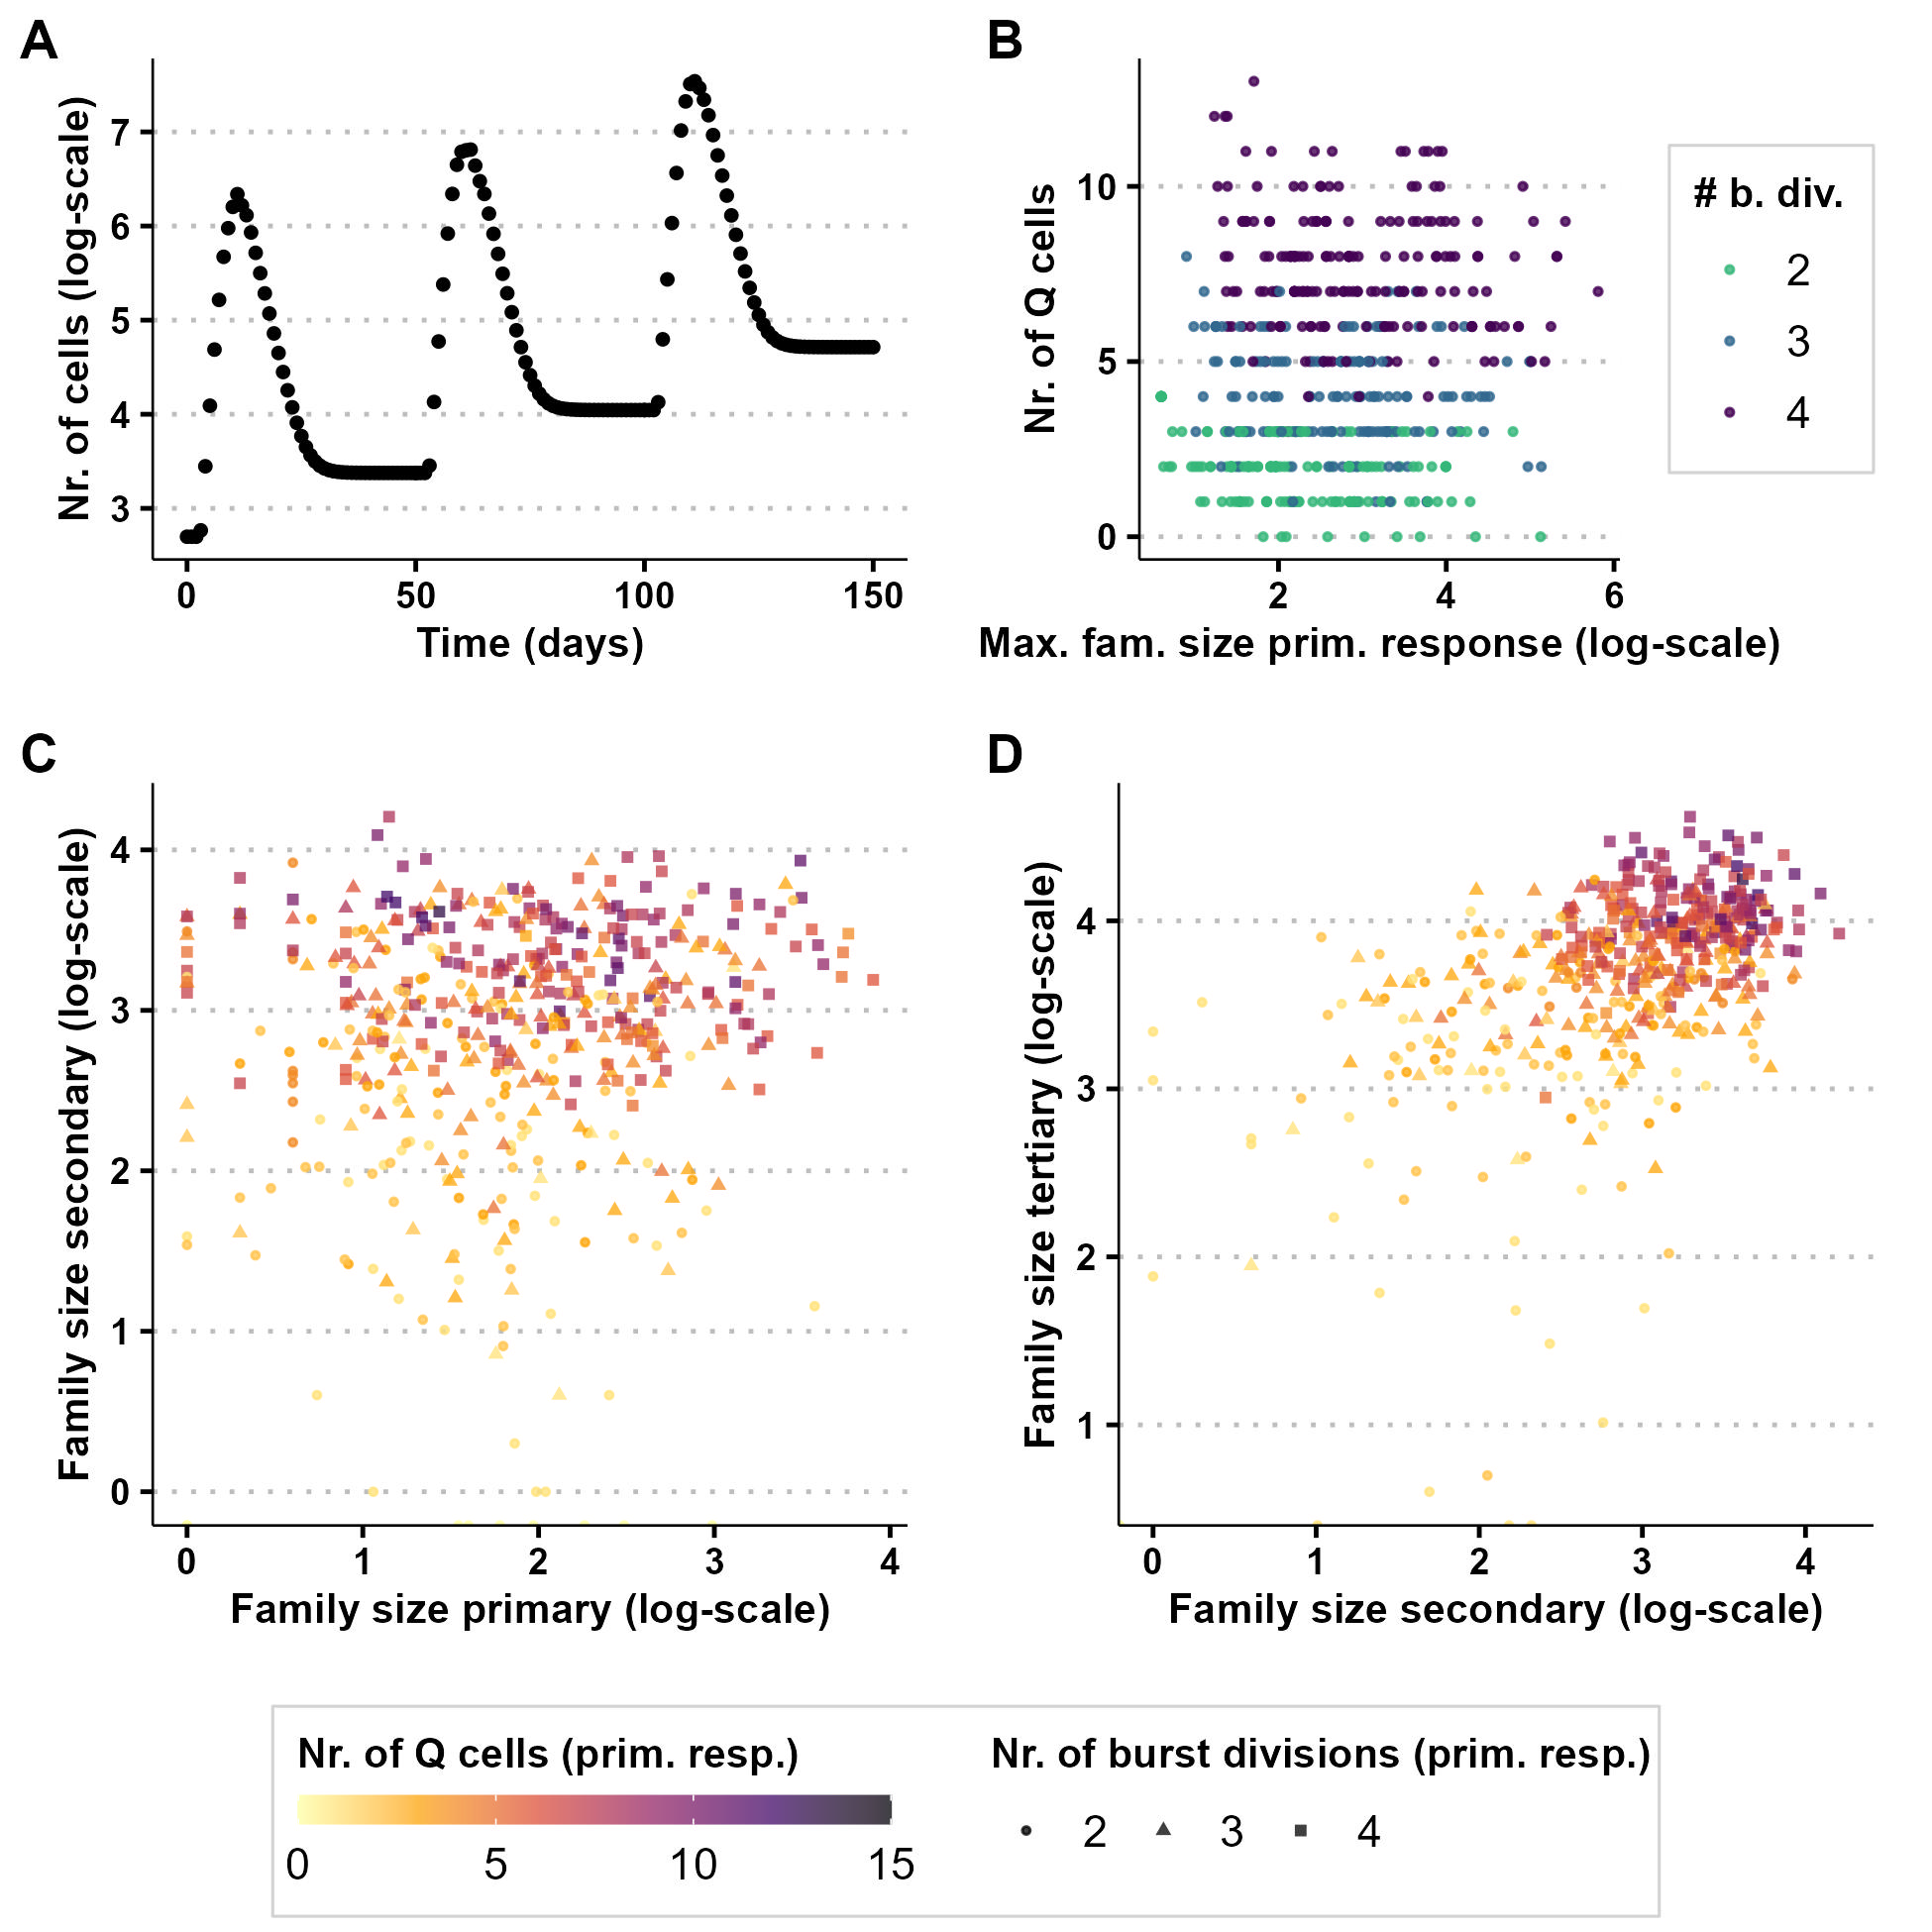 A
Nr. of cells (log-scale)
7
6
5
4
3
0 50 100 150
Time (days)
B
Nr. of Q cells
10
5
0
2 4 6
Max. fam. size prim. response (log-scale)
# b. div.
2
3
4
C
Family size secondary (log-scale)
4
3
2
1
0
0 1 2 3 4
Family size primary (log-scale)
D
Family size tertiary (log-scale)
4
3
2
1
0 1 2 3 4
Family size secondary (log-scale)
Nr. of Q cells (prim. resp.)
0 5 10 15
Nr. of burst divisions (prim. resp.)
2 3 4